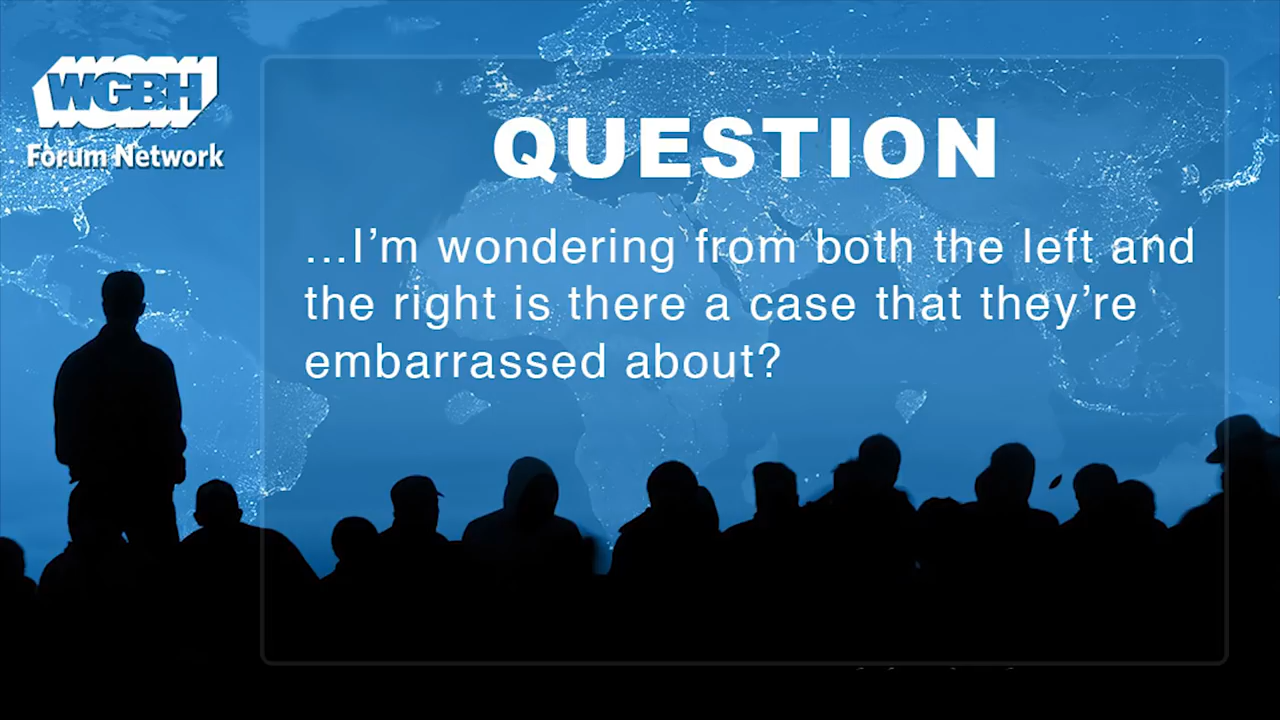 WGBH
Forum Network
QUESTION
...I'm wondering from both the left and
the right is there a case that they're
embarrassed about?